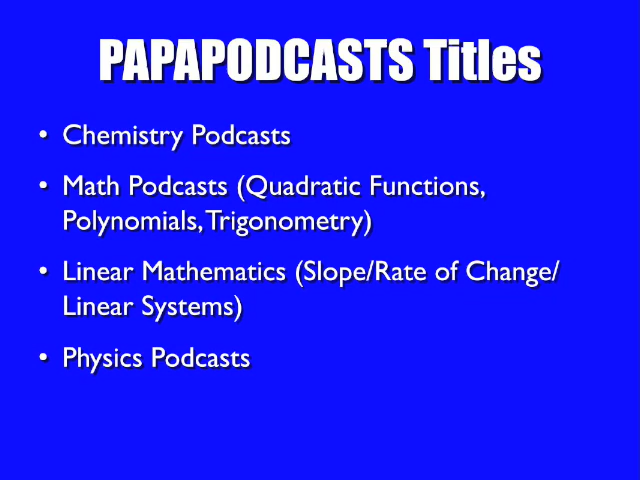 PAPAPODCASTS Titles
• Chemistry Podcasts
• Math Podcasts (Quadratic Functions,
Polynomials, Trigonometry)
• Linear Mathematics (Slope/Rate of Change/
Linear Systems)
• Physics Podcasts